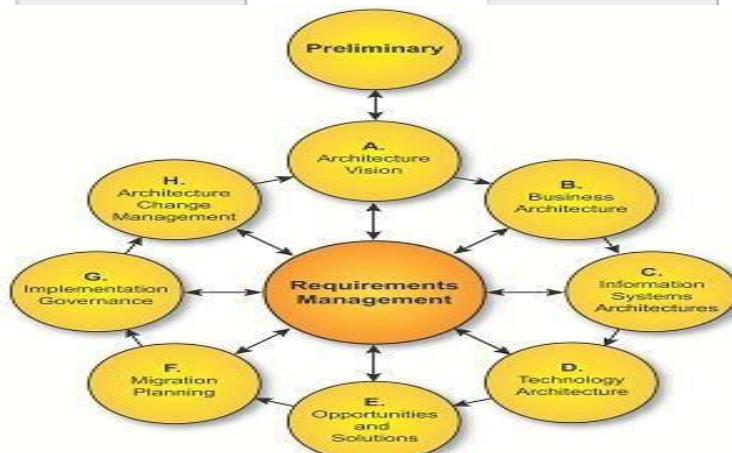 Preliminary
A.
Architecture
Vision
H.
Architecture
Change
Management
B.
Business
Architecture
G.
Implementation
Governance
Requirements
Management
C.
Information
Systems
Architectures
F.
Migration
Planning
D.
Technology
Architecture
E.
Opportunities
and
Solutions